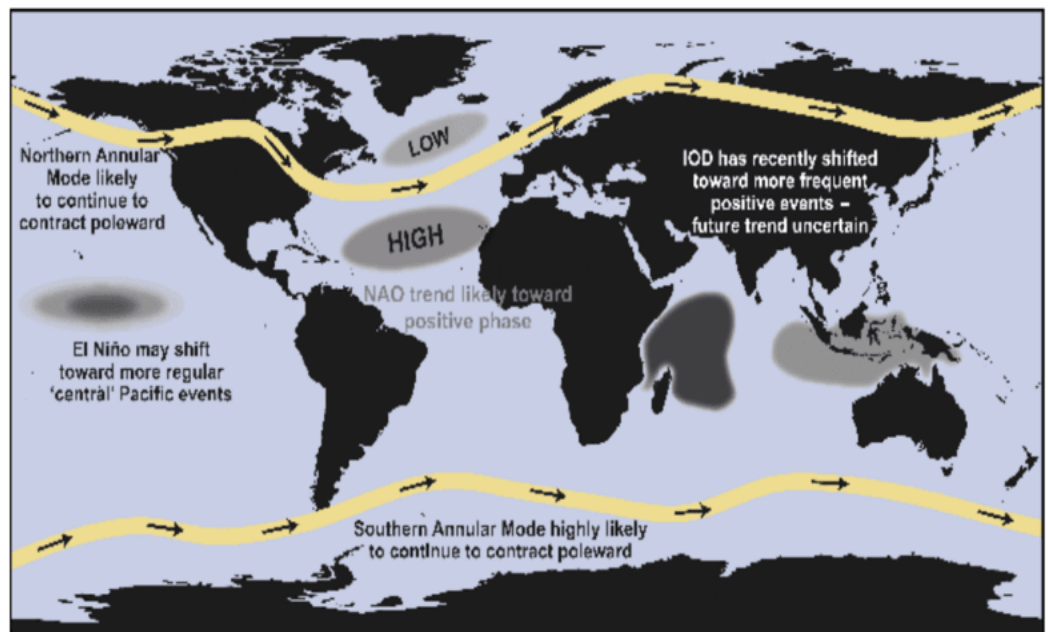 LOW
Northern Annular
Mode likely
to continue to
contract poleward
IOD has recently shifted
toward more frequent
positive events –
future trend uncertain
HIGH
NAO trend likely toward
positive phase
El Niño may shift
toward more regular
‘central’ Pacific events
Southern Annular Mode highly likely
to continue to contract poleward